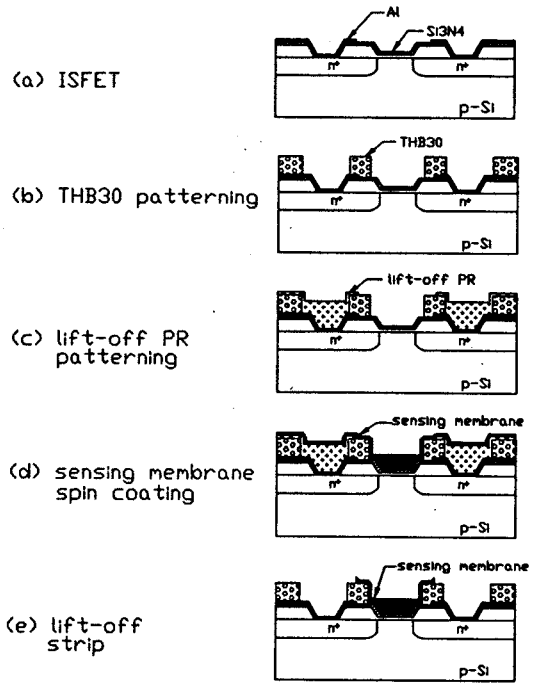 Al
Si3N4
(a) ISFET
n+ n+
p-Si
THB30
(b) THB30 patterning
n+ n+
p-Si
lift-off PR
(c) lift-off PR
patterning
n+ n+
p-Si
sensing membrane
(d) sensing membrane
spin coating
n+ n+
p-Si
sensing membrane
(e) lift-off
strip
n+ n+
p-Si